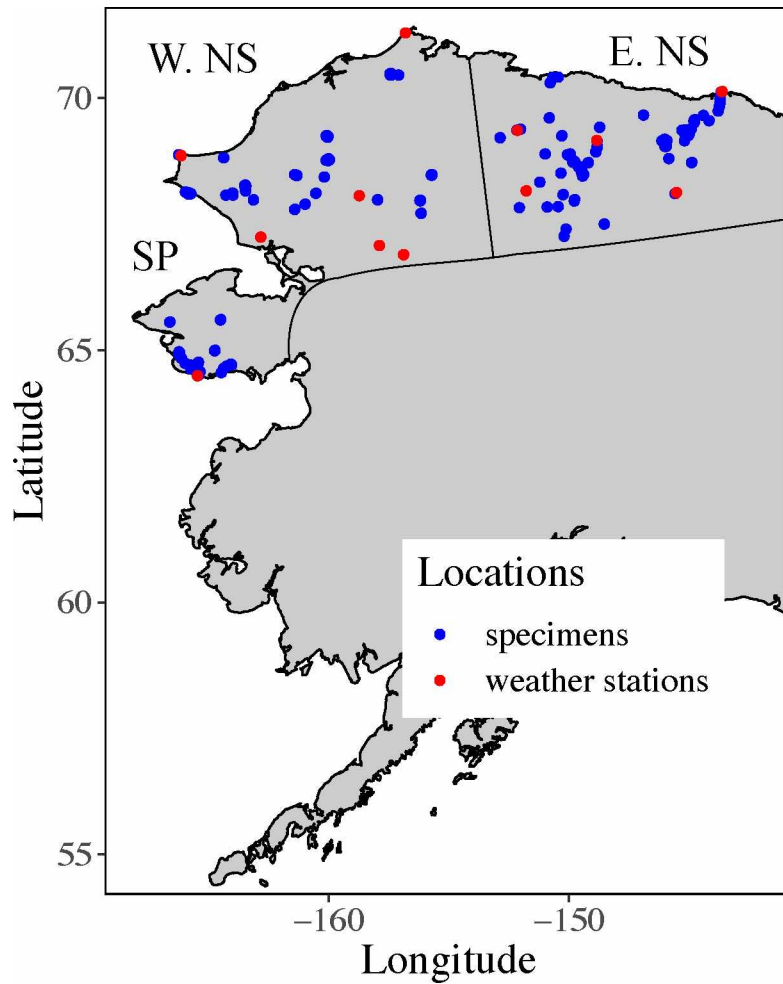 W. NS
E. NS
70
SP
65
Latitude
60
Locations
specimens
weather stations
55
−160
−150
Longitude